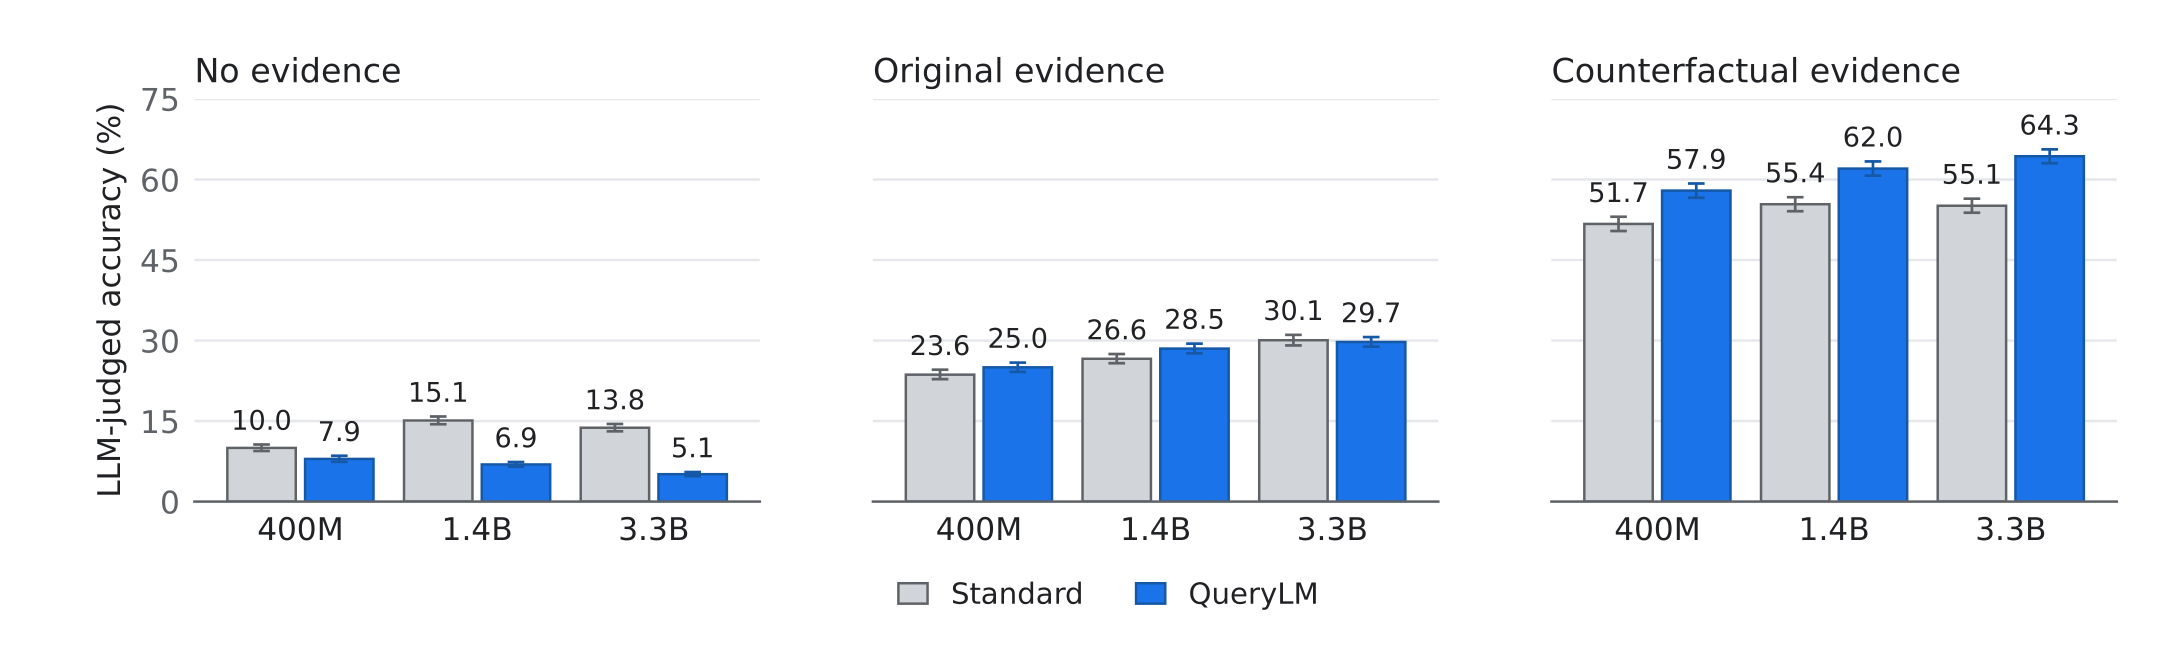 No evidence
Original evidence
Counterfactual evidence
LLM-judged accuracy (%)
75
60
45
30
15
0
10.0
7.9
15.1
6.9
13.8
5.1
400M
1.4B
3.3B
23.6
25.0
26.6
28.5
30.1
29.7
400M
1.4B
3.3B
51.7
57.9
55.4
62.0
55.1
64.3
400M
1.4B
3.3B
Standard
QueryLM